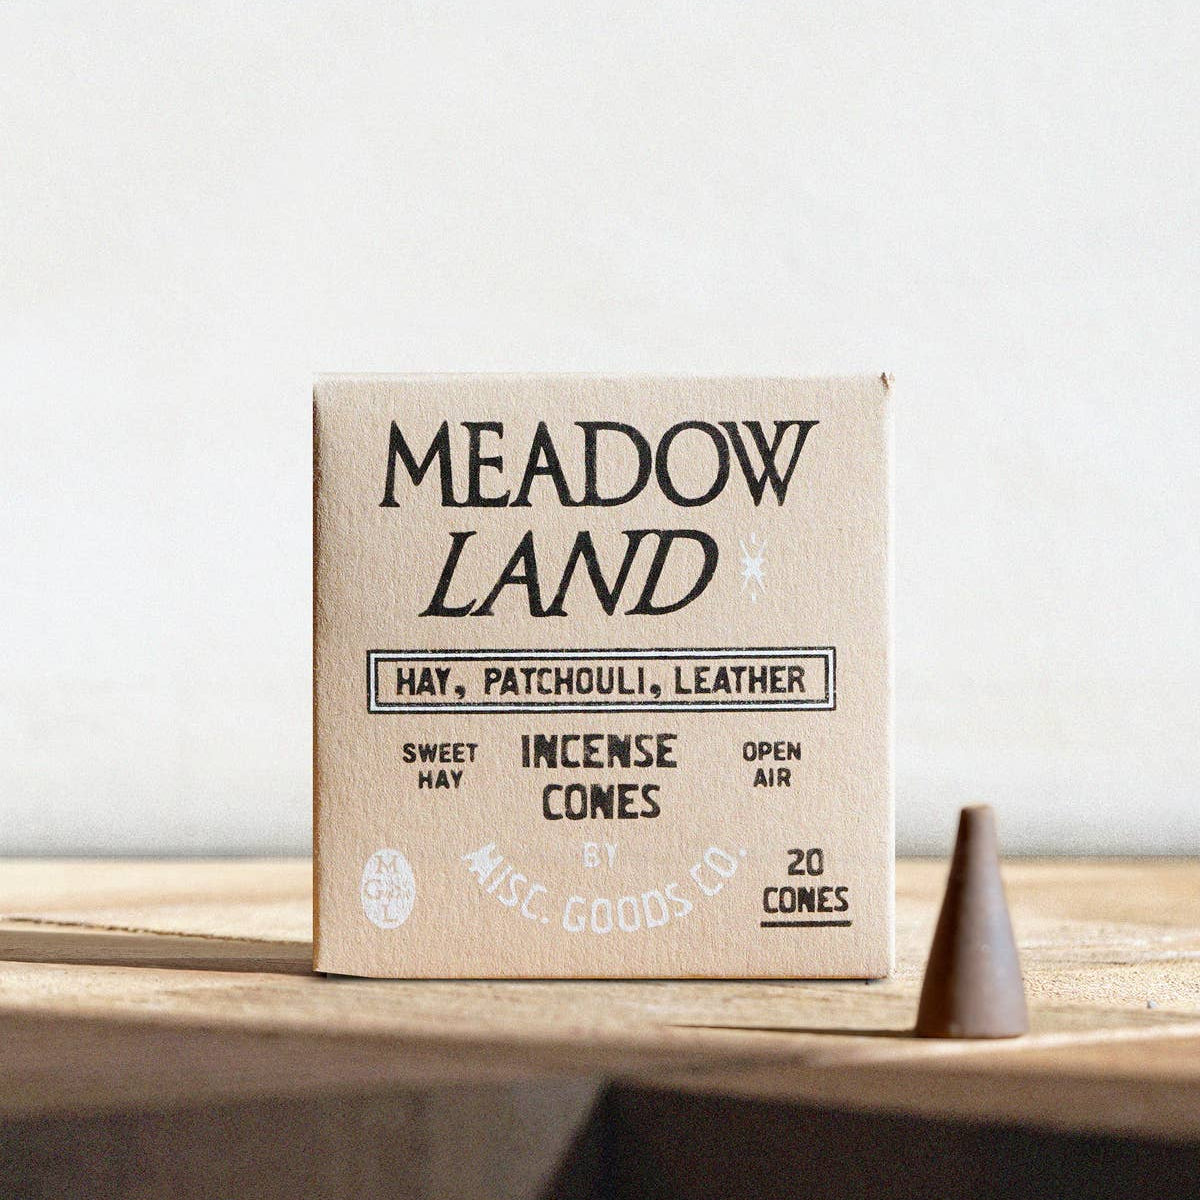 MEADOW
LAND
HAY, PATCHOULI, LEATHER
SWEET
HAY
INCENSE
CONES
OPEN
AIR
BY
MISC. GOODS CO.
20
CONES
M
G
L